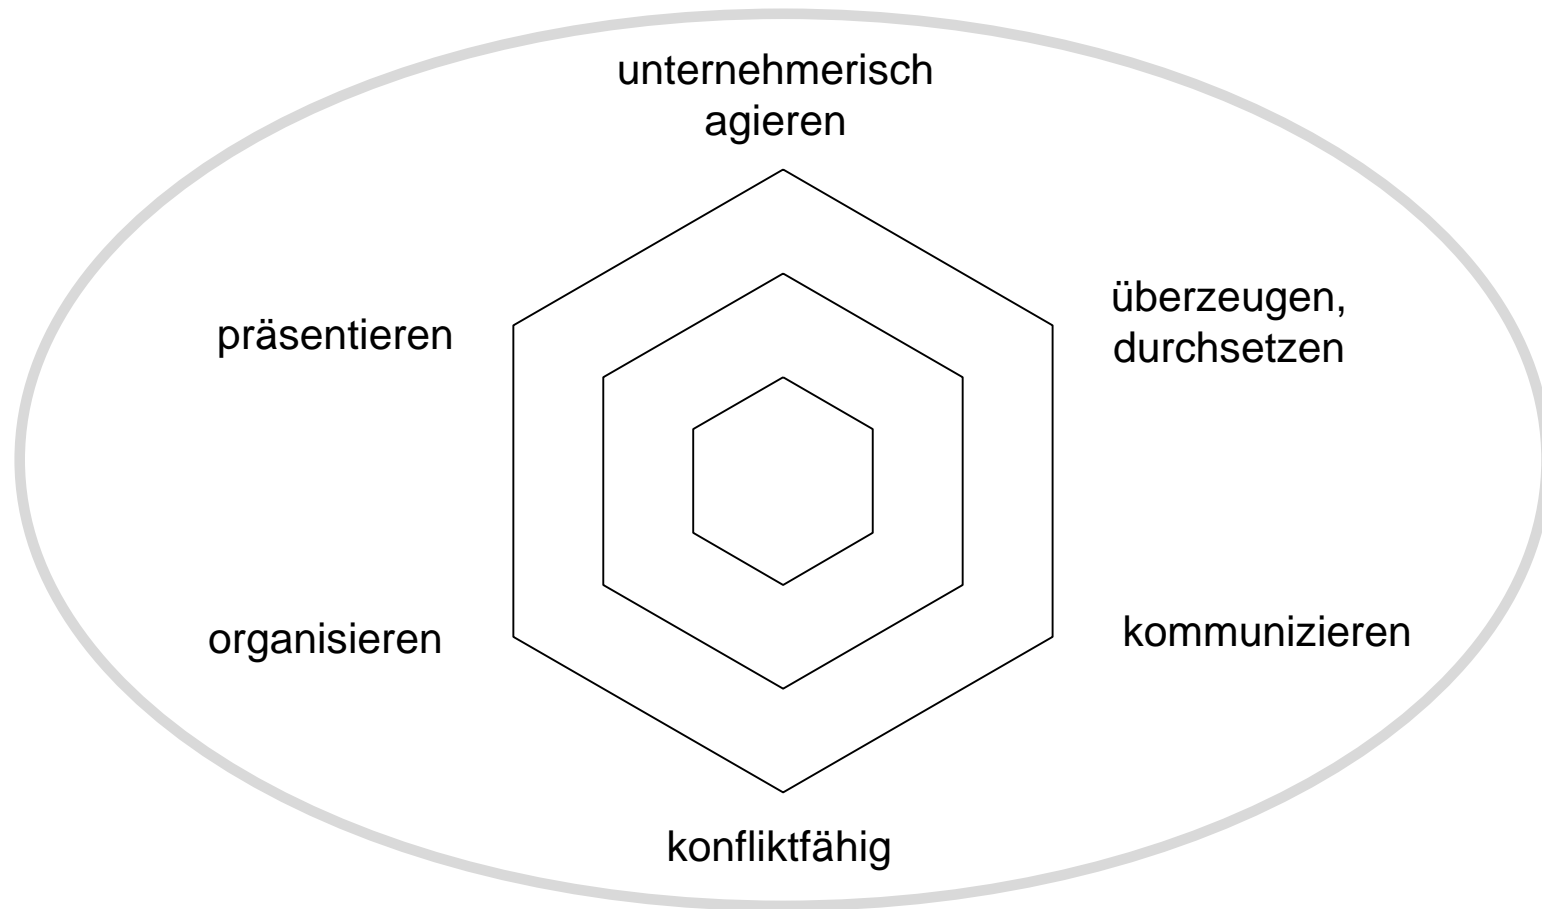 unternehmerisch
agieren
überzeugen,
durchsetzen
präsentieren
kommunizieren
organisieren
konfliktfähig